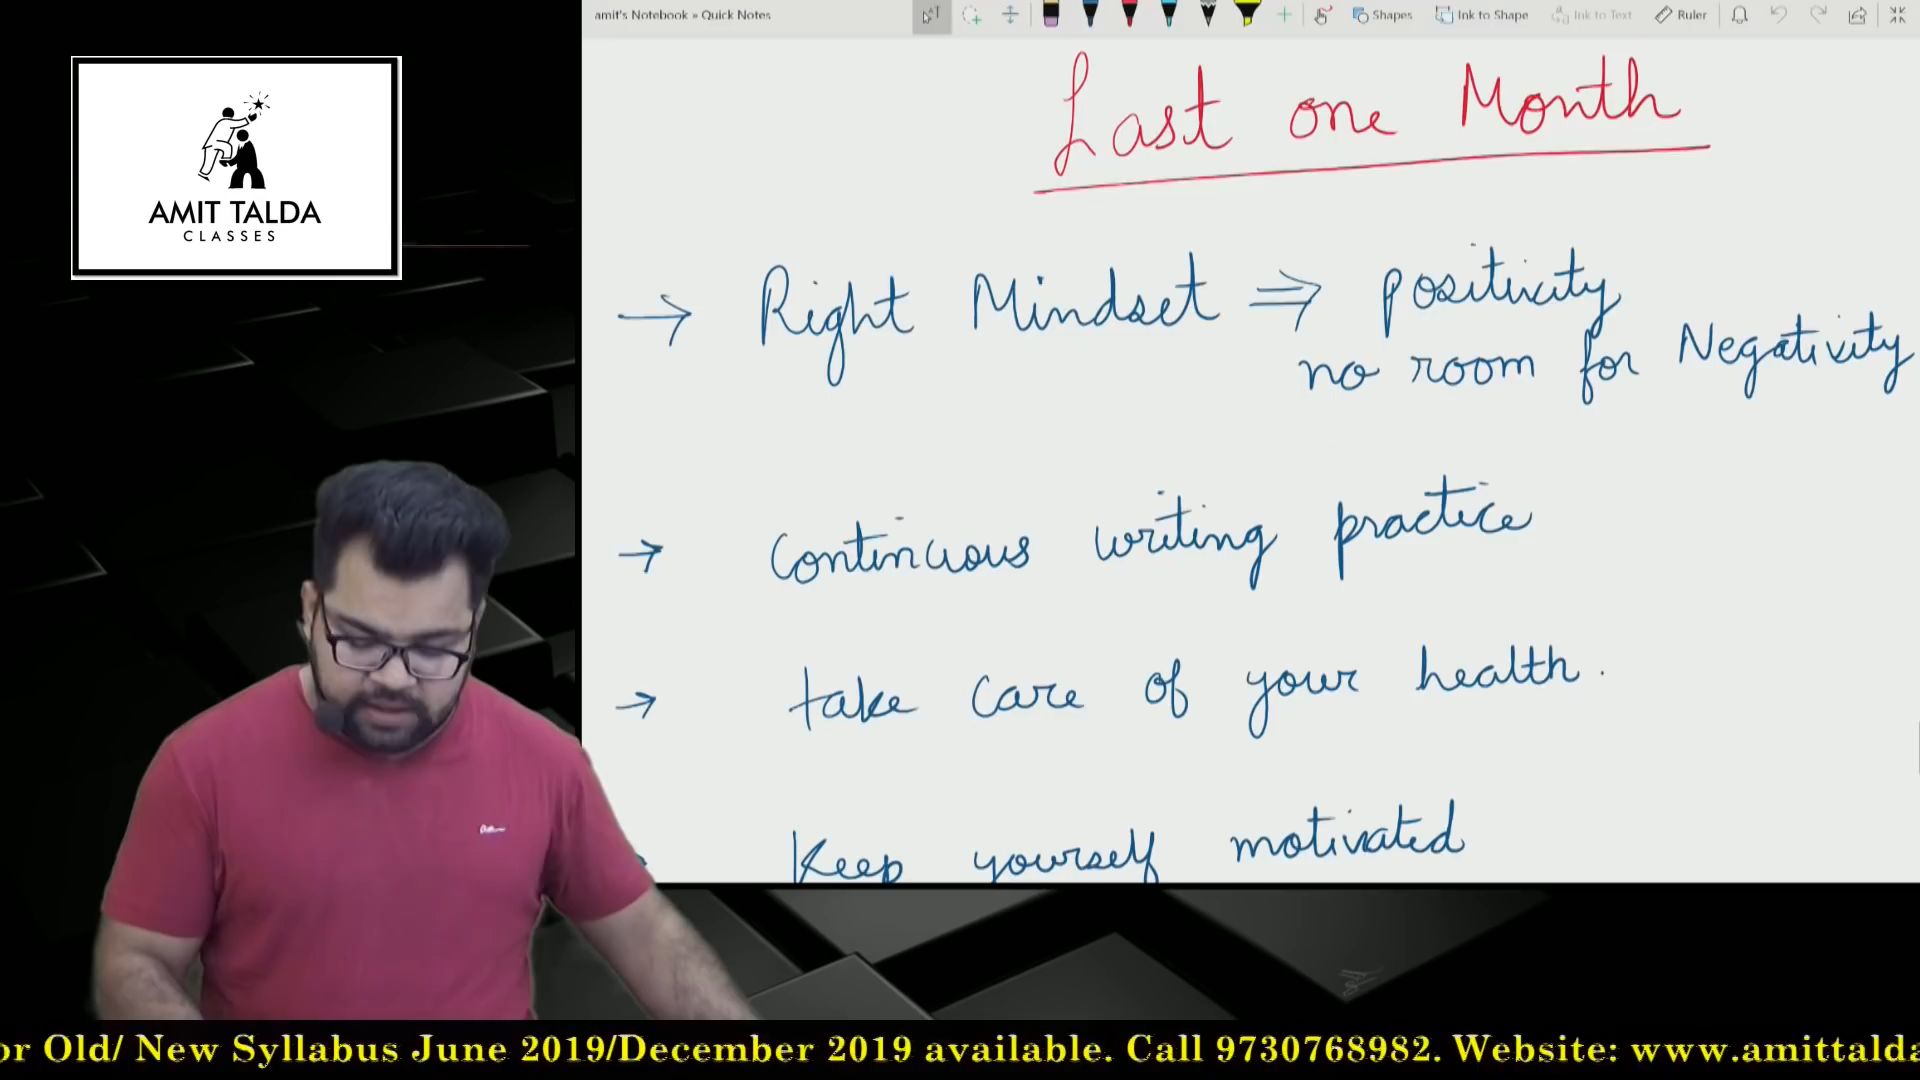 amit's Notebook » Quick Notes
Shapes Ink to Shape Ink to Text Ruler
Last one Month
AMIT TALDA
CLASSES
→ Right Mindset ⇒ positivity
no room for Negativity
→ Continuous writing practice
→ take care of your health.
Keep yourself motivated
or Old/ New Syllabus June 2019/December 2019 available. Call 9730768982. Website: www.amittalda